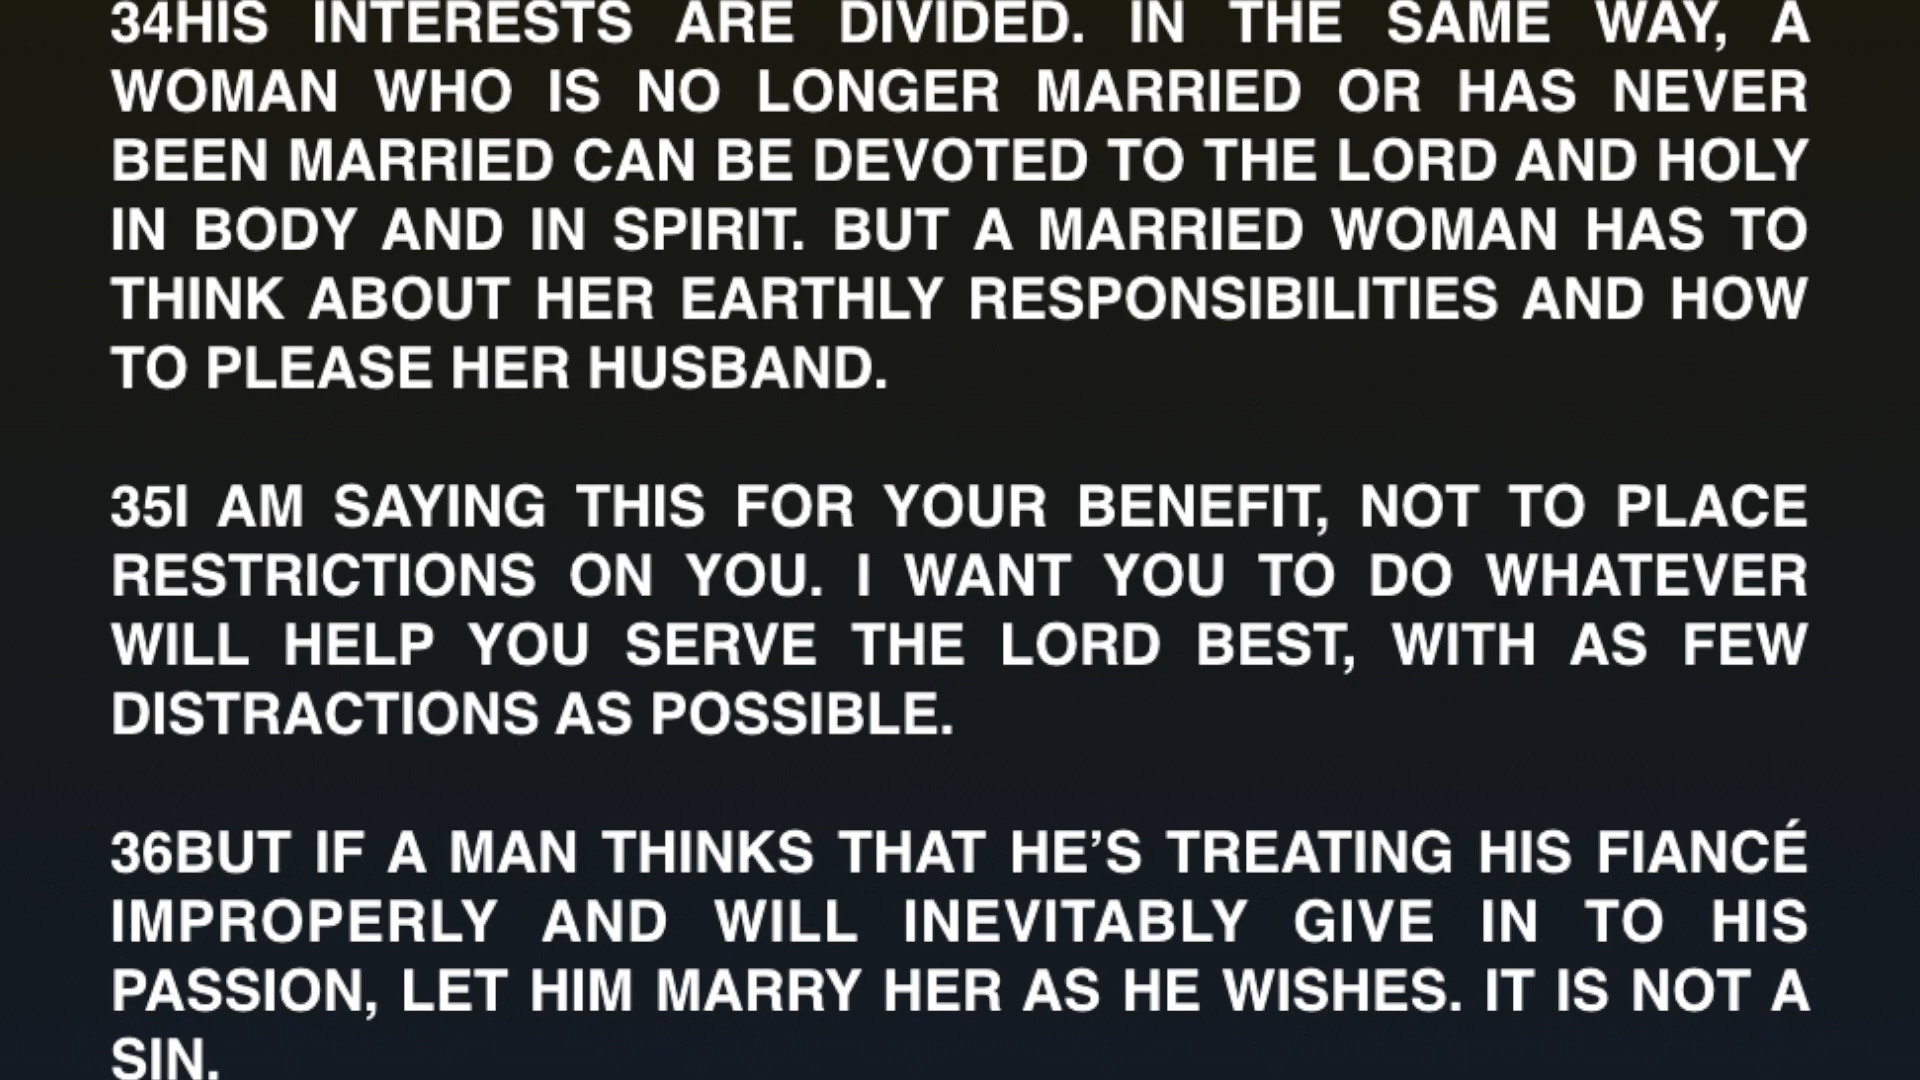 34HIS INTERESTS ARE DIVIDED. IN THE SAME WAY, A
WOMAN WHO IS NO LONGER MARRIED OR HAS NEVER
BEEN MARRIED CAN BE DEVOTED TO THE LORD AND HOLY
IN BODY AND IN SPIRIT. BUT A MARRIED WOMAN HAS TO
THINK ABOUT HER EARTHLY RESPONSIBILITIES AND HOW
TO PLEASE HER HUSBAND.
35I AM SAYING THIS FOR YOUR BENEFIT, NOT TO PLACE
RESTRICTIONS ON YOU. I WANT YOU TO DO WHATEVER
WILL HELP YOU SERVE THE LORD BEST, WITH AS FEW
DISTRACTIONS AS POSSIBLE.
36BUT IF A MAN THINKS THAT HE’S TREATING HIS FIANCÉ
IMPROPERLY AND WILL INEVITABLY GIVE IN TO HIS
PASSION, LET HIM MARRY HER AS HE WISHES. IT IS NOT A
SIN.